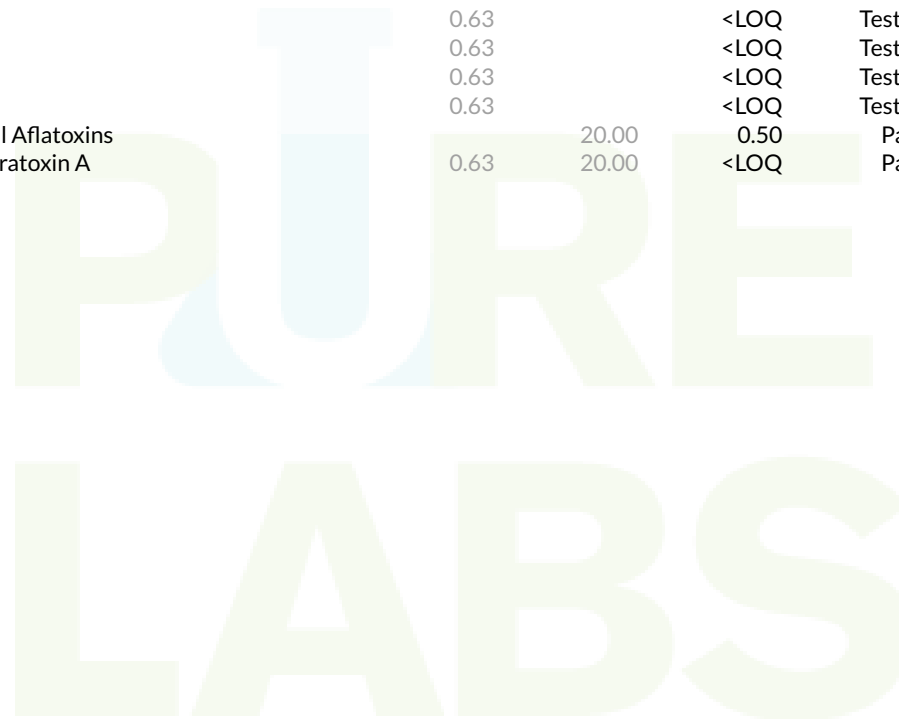 0.63 <LOQ Test
0.63 <LOQ Test
0.63 <LOQ Test
0.63 <LOQ Test
l Aflatoxins 20.00 0.50 Pa
ratoxin A 0.63 20.00 <LOQ Pa
PURE
LABS